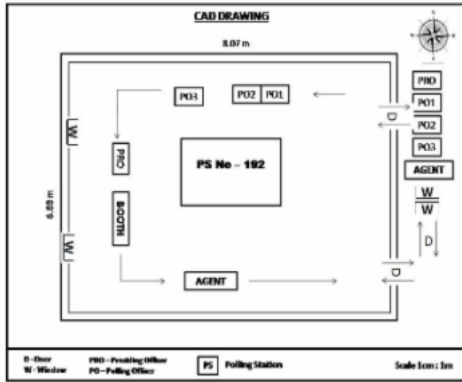 CAD DRAWING
8.07 m
PRO
PO3
PO2 PO1
PO1
D
PO2
W
PO3
PRO
PS No - 192
AGENT
W
W
BOOTH
D
W
AGENT
D
D - Door
PRO - Presiding Officer
PS
Polling Station
Scale 1cm : 1m
W - Window
PO - Polling Officer